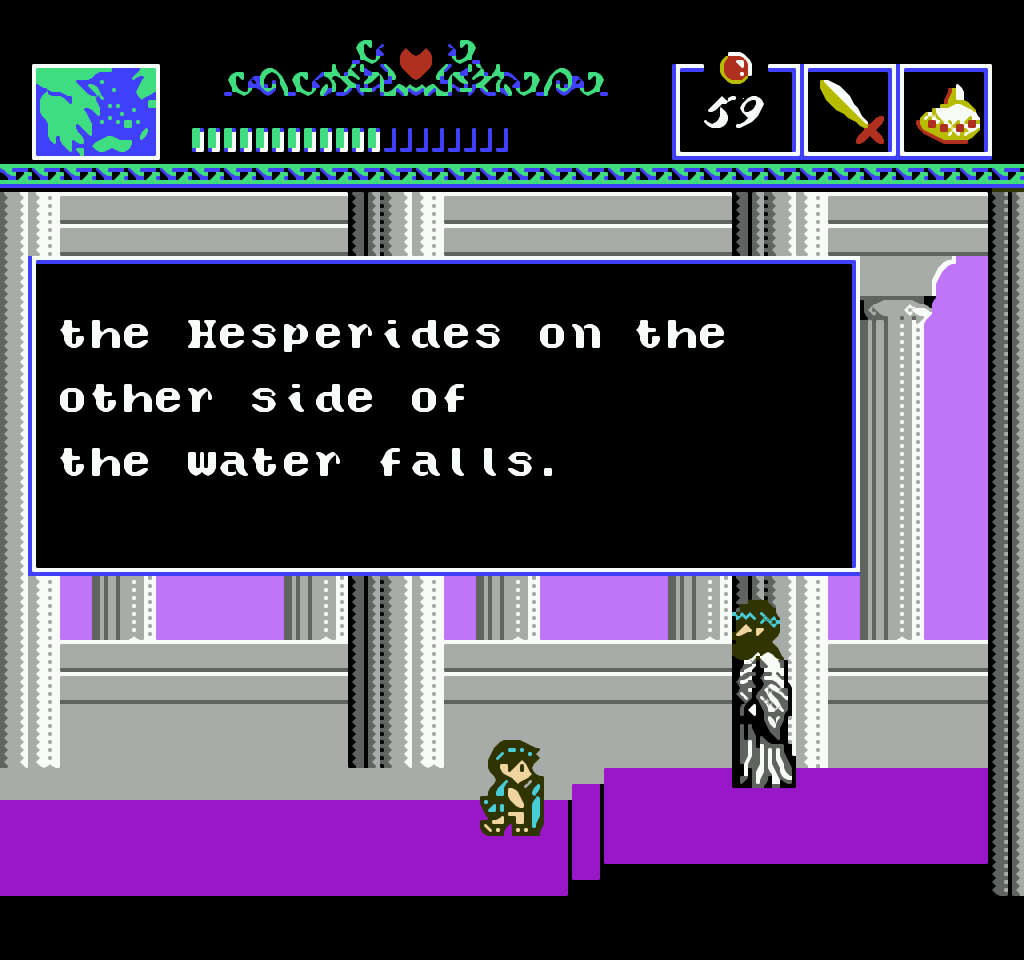 59
the Hesperides on the
other side of
the water falls.